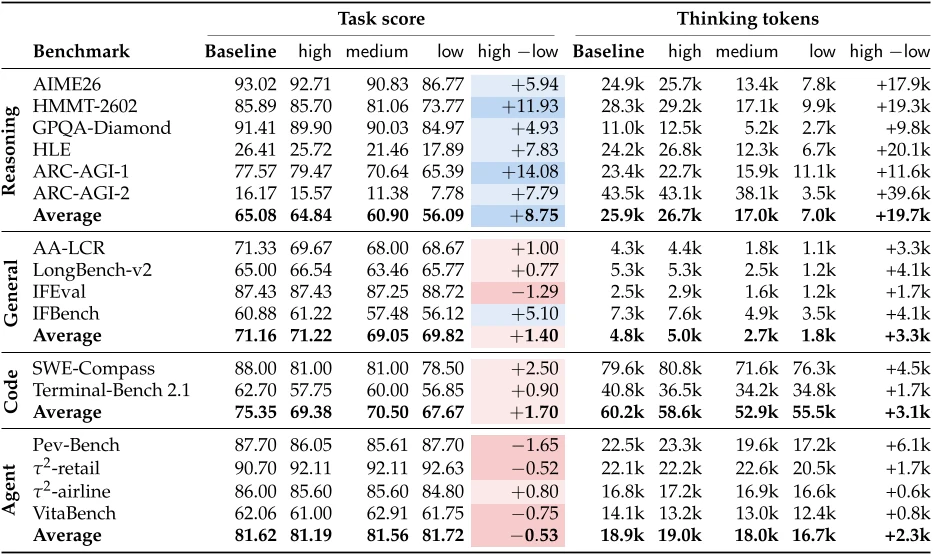 Task score Thinking tokens
Benchmark Baseline high medium low high −low Baseline high medium low high −low
Reasoning
AIME26 93.02 92.71 90.83 86.77 +5.94 24.9k 25.7k 13.4k 7.8k +17.9k
HMMT-2602 85.89 85.70 81.06 73.77 +11.93 28.3k 29.2k 17.1k 9.9k +19.3k
GPQA-Diamond 91.41 89.90 90.03 84.97 +4.93 11.0k 12.5k 5.2k 2.7k +9.8k
HLE 26.41 25.72 21.46 17.89 +7.83 24.2k 26.8k 12.3k 6.7k +20.1k
ARC-AGI-1 77.57 79.47 70.64 65.39 +14.08 23.4k 22.7k 15.9k 11.1k +11.6k
ARC-AGI-2 16.17 15.57 11.38 7.78 +7.79 43.5k 43.1k 38.1k 3.5k +39.6k
Average 65.08 64.84 60.90 56.09 +8.75 25.9k 26.7k 17.0k 7.0k +19.7k
General
AA-LCR 71.33 69.67 68.00 68.67 +1.00 4.3k 4.4k 1.8k 1.1k +3.3k
LongBench-v2 65.00 66.54 63.46 65.77 +0.77 5.3k 5.3k 2.5k 1.2k +4.1k
IFEval 87.43 87.43 87.25 88.72 −1.29 2.5k 2.9k 1.6k 1.2k +1.7k
IFBench 60.88 61.22 57.48 56.12 +5.10 7.3k 7.6k 4.9k 3.5k +4.1k
Average 71.16 71.22 69.05 69.82 +1.40 4.8k 5.0k 2.7k 1.8k +3.3k
Code
SWE-Compass 88.00 81.00 81.00 78.50 +2.50 79.6k 80.8k 71.6k 76.3k +4.5k
Terminal-Bench 2.1 62.70 57.75 60.00 56.85 +0.90 40.8k 36.5k 34.2k 34.8k +1.7k
Average 75.35 69.38 70.50 67.67 +1.70 60.2k 58.6k 52.9k 55.5k +3.1k
Agent
Pev-Bench 87.70 86.05 85.61 87.70 −1.65 22.5k 23.3k 19.6k 17.2k +6.1k
τ²-retail 90.70 92.11 92.11 92.63 −0.52 22.1k 22.2k 22.6k 20.5k +1.7k
τ²-airline 86.00 85.60 85.60 84.80 +0.80 16.8k 17.2k 16.9k 16.6k +0.6k
VitaBench 62.06 61.00 62.91 61.75 −0.75 14.1k 13.2k 13.0k 12.4k +0.8k
Average 81.62 81.19 81.56 81.72 −0.53 18.9k 19.0k 18.0k 16.7k +2.3k